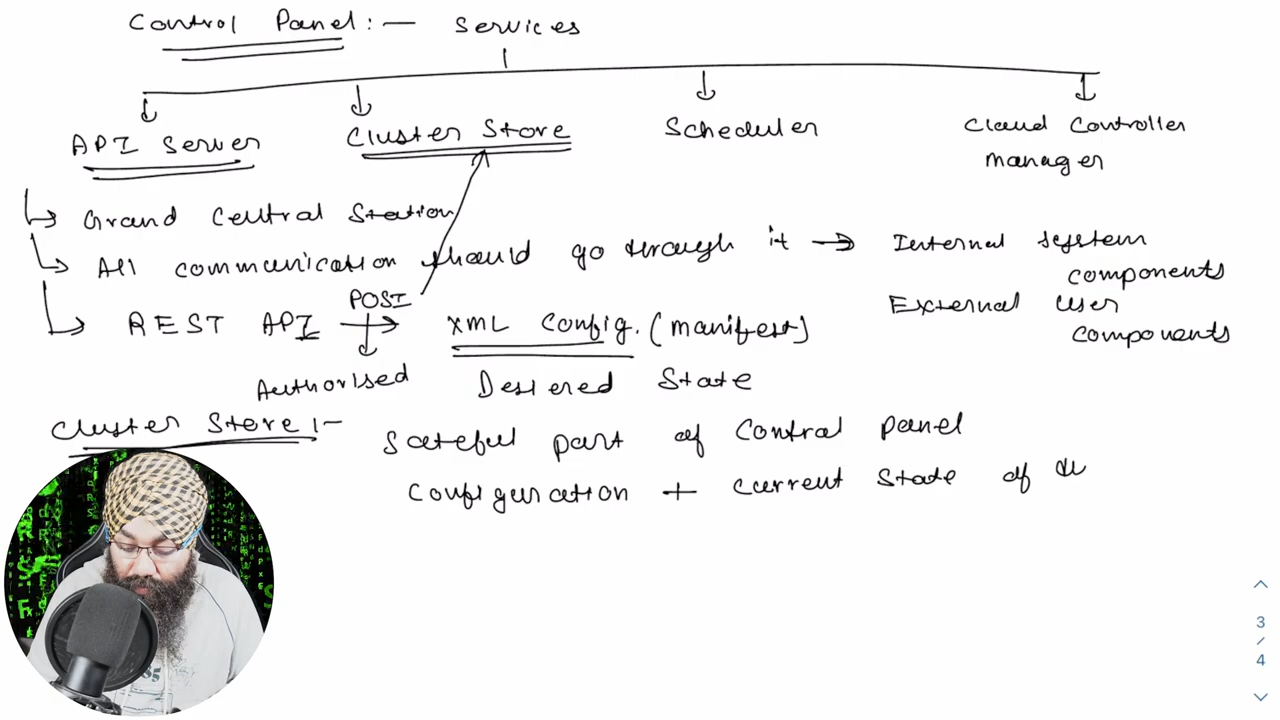 Control Panel :- Services
API Server
Cluster Store
Scheduler
Cloud Controller
manager
Grand Central Station
All communication should go through it → Internal system
components
External User
components
POST
REST API → XML Config. (manifest)
Authorised
Desired State
Cluster Store :-
Sateful part of Control Panel
Configuration + Current State of
3
/
4